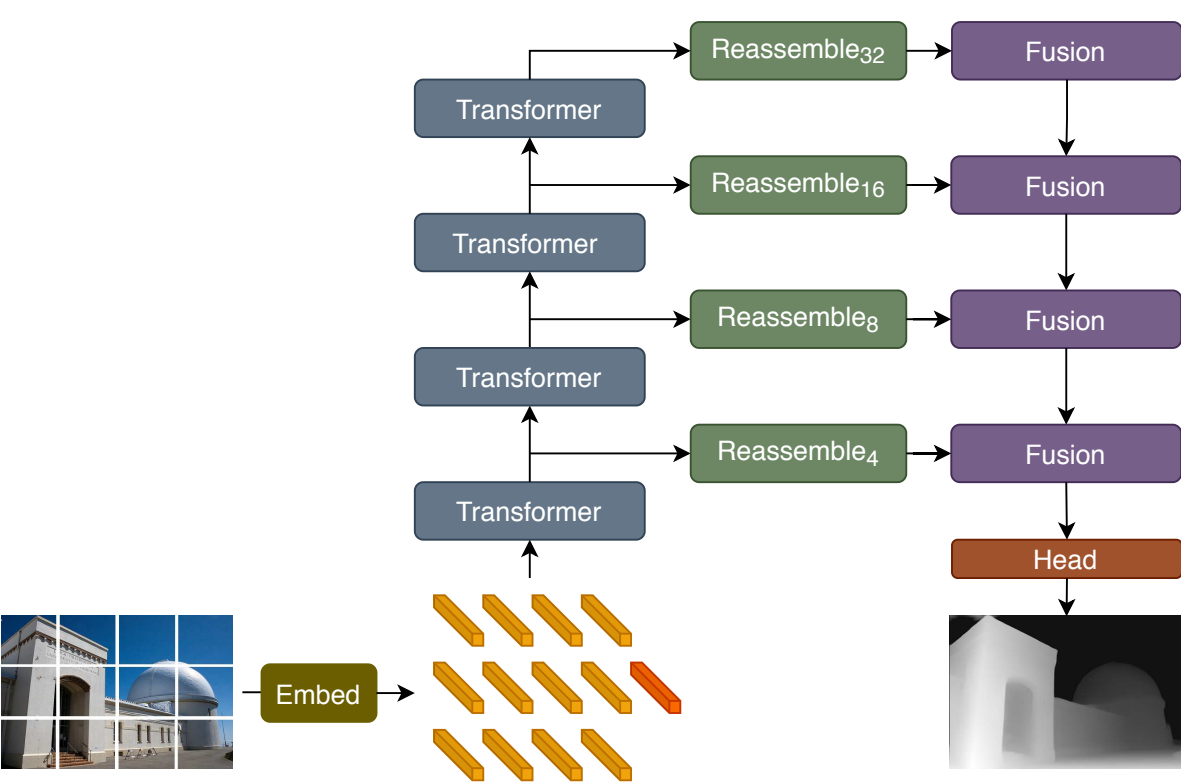 Reassemble32
Fusion
Transformer
Reassemble16
Fusion
Transformer
Reassemble8
Fusion
Transformer
Reassemble4
Fusion
Transformer
Head
Embed